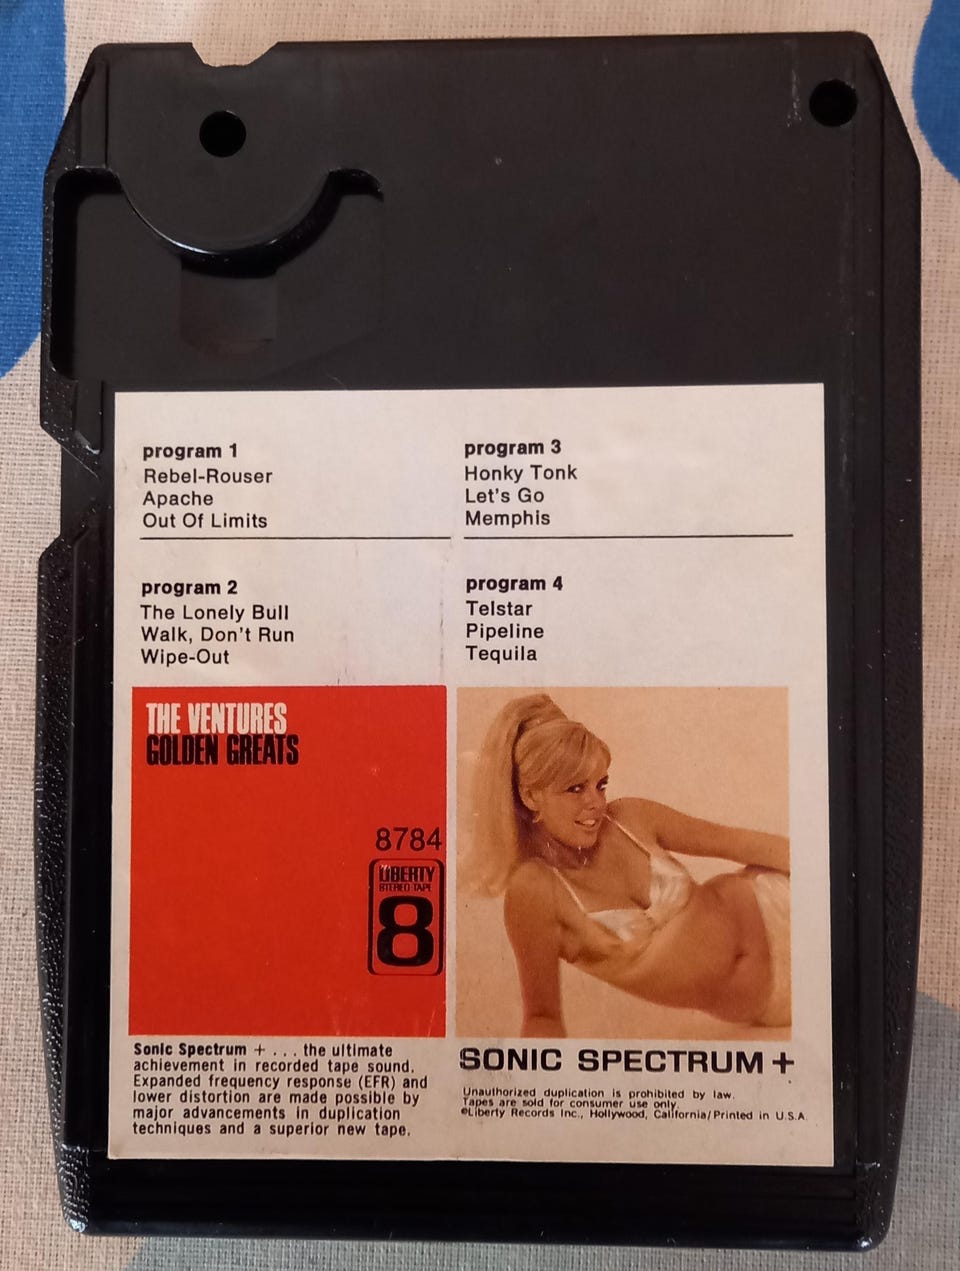 program 1
Rebel-Rouser
Apache
Out Of Limits
program 2
The Lonely Bull
Walk, Don't Run
Wipe-Out
program 3
Honky Tonk
Let's Go
Memphis
program 4
Telstar
Pipeline
Tequila
THE VENTURES
GOLDEN GREATS
8784
LIBERTY
STEREO TAPE
8
Sonic Spectrum + . . . the ultimate
achievement in recorded tape sound.
Expanded frequency response (EFR) and
lower distortion are made possible by
major advancements in duplication
techniques and a superior new tape.
SONIC SPECTRUM +
Unauthorized duplication is prohibited by law.
Tapes are sold for consumer use only.
©Liberty Records Inc., Hollywood, California/Printed in U.S.A.